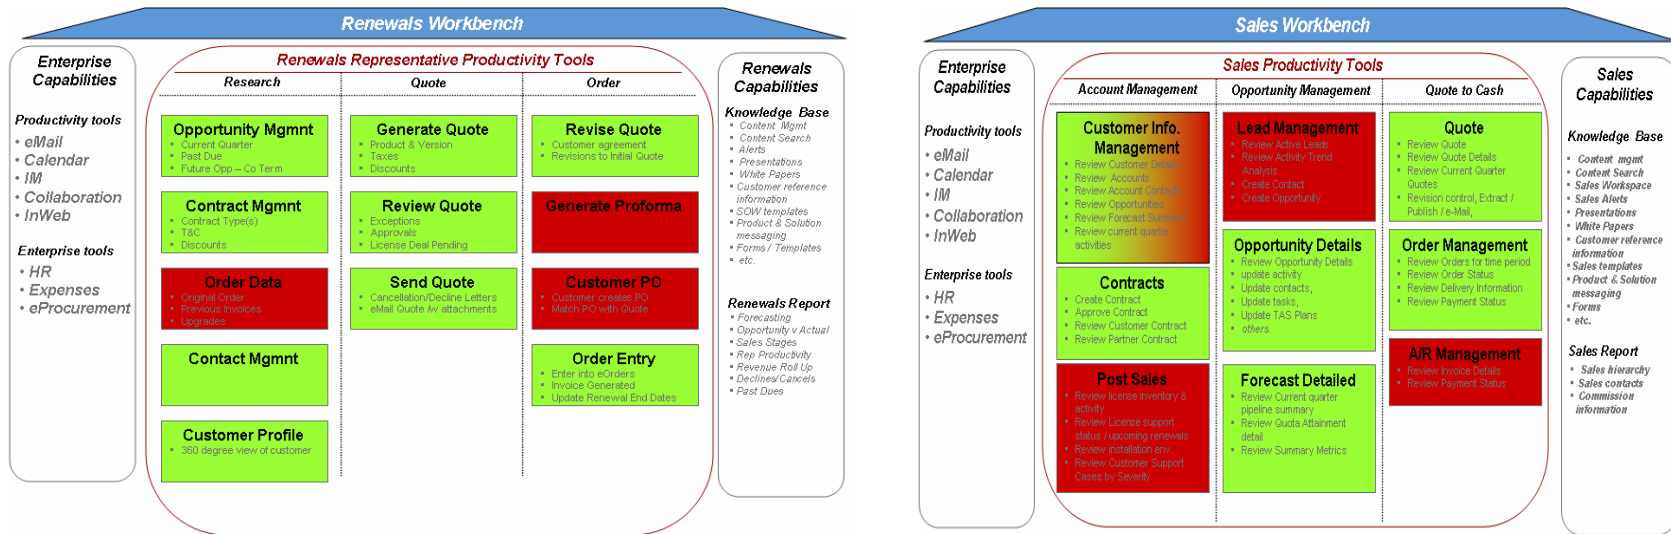 Renewals Workbench
Enterprise
Capabilities
Productivity tools
• eMail
• Calendar
• IM
• Collaboration
• InWeb
Enterprise tools
• HR
• Expenses
• eProcurement
Renewals Representative Productivity Tools
Research
Opportunity Mgmnt
▪ Current Quarter
▪ Past Due
▪ Future Opp – Co Term
Contract Mgmnt
▪ Contract Type(s)
▪ T&C
▪ Discounts
Order Data
▪ Original Order
▪ Previous Invoices
▪ Upgrades
Contact Mgmnt
Customer Profile
▪ 360 degree view of customer
Quote
Generate Quote
▪ Product & Version
▪ Taxes
▪ Discounts
Review Quote
▪ Exceptions
▪ Approvals
▪ License Deal Pending
Send Quote
▪ Cancellation/Decline Letters
▪ eMail Quote /w attachments
Order
Revise Quote
▪ Customer agreement
▪ Revisions to Initial Quote
Generate Proforma
Customer PO
▪ Customer creates PO
▪ Match PO with Quote
Order Entry
▪ Enter into eOrders
▪ Invoice Generated
▪ Update Renewal End Dates
Renewals
Capabilities
Knowledge Base
▪ Content Mgmt
▪ Content Search
▪ Alerts
▪ Presentations
▪ White Papers
▪ Customer reference
information
▪ SOW templates
▪ Product & Solution
messaging
▪ Forms / Templates
▪ etc.
Renewals Report
▪ Forecasting
▪ Opportunity v Actual
▪ Sales Stages
▪ Rep Productivity
▪ Revenue Roll Up
▪ Declines/Cancels
▪ Past Dues
Sales Workbench
Enterprise
Capabilities
Productivity tools
• eMail
• Calendar
• IM
• Collaboration
• InWeb
Enterprise tools
• HR
• Expenses
• eProcurement
Sales Productivity Tools
Account Management
Customer Info.
Management
▪ Review Customer Details
▪ Review Accounts
▪ Review Account Contacts
▪ Review Opportunities
▪ Review Forecast Summary
▪ Review current quarter
activities
Contracts
▪ Create Contract
▪ Approve Contract
▪ Review Customer Contract
▪ Review Partner Contract
Post Sales
▪ Review license inventory &
activity
▪ Review License support
status / upcoming renewals
▪ Review installation env.
▪ Review Customer Support
Cases by Severity
Opportunity Management
Lead Management
▪ Review Active Leads
▪ Review Activity Trend
Analysis
▪ Create Contact
▪ Create Opportunity
Opportunity Details
▪ Review Opportunity Details
▪ update activity
▪ Update contacts,
▪ Update tasks,
▪ Update TAS Plans
▪ others.
Forecast Detailed
▪ Review Current quarter
pipeline summary
▪ Review Quota Attainment
detail
▪ Review Summary Metrics
Quote to Cash
Quote
▪ Review Quote
▪ Review Quote Details
▪ Review Current Quarter
Quotes
▪ Revision control, Extract /
Publish / e-Mail,
Order Management
▪ Review Orders for time period
▪ Review Order Status
▪ Review Delivery Information
▪ Review Payment Status
A/R Management
▪ Review Invoice Details
▪ Review Payment Status
Sales
Capabilities
Knowledge Base
▪ Content mgmt
▪ Content Search
▪ Sales Workspace
▪ Sales Alerts
▪ Presentations
▪ White Papers
▪ Customer reference
information
▪ Sales templates
▪ Product & Solution
messaging
▪ Forms
▪ etc.
Sales Report
▪ Sales hierarchy
▪ Sales contacts
▪ Commission
information